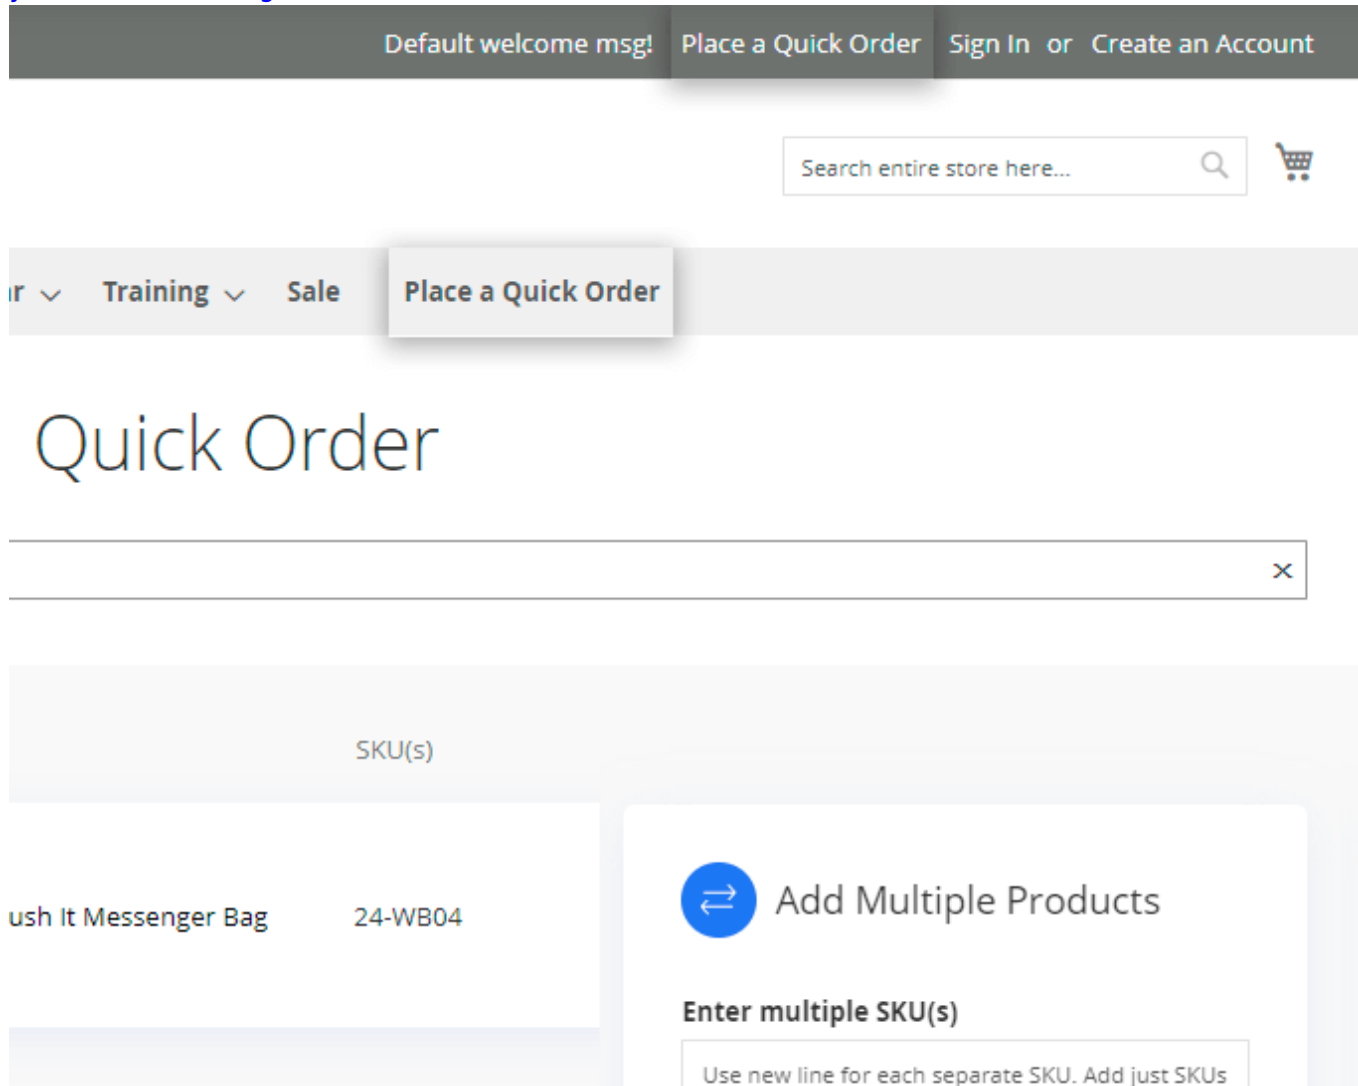 Default welcome msg! Place a Quick Order Sign In or Create an Account
Search entire store here...
Training Sale Place a Quick Order
Quick Order
SKU(s)
ush It Messenger Bag 24-WB04
Add Multiple Products
Enter multiple SKU(s)
Use new line for each separate SKU. Add just SKUs